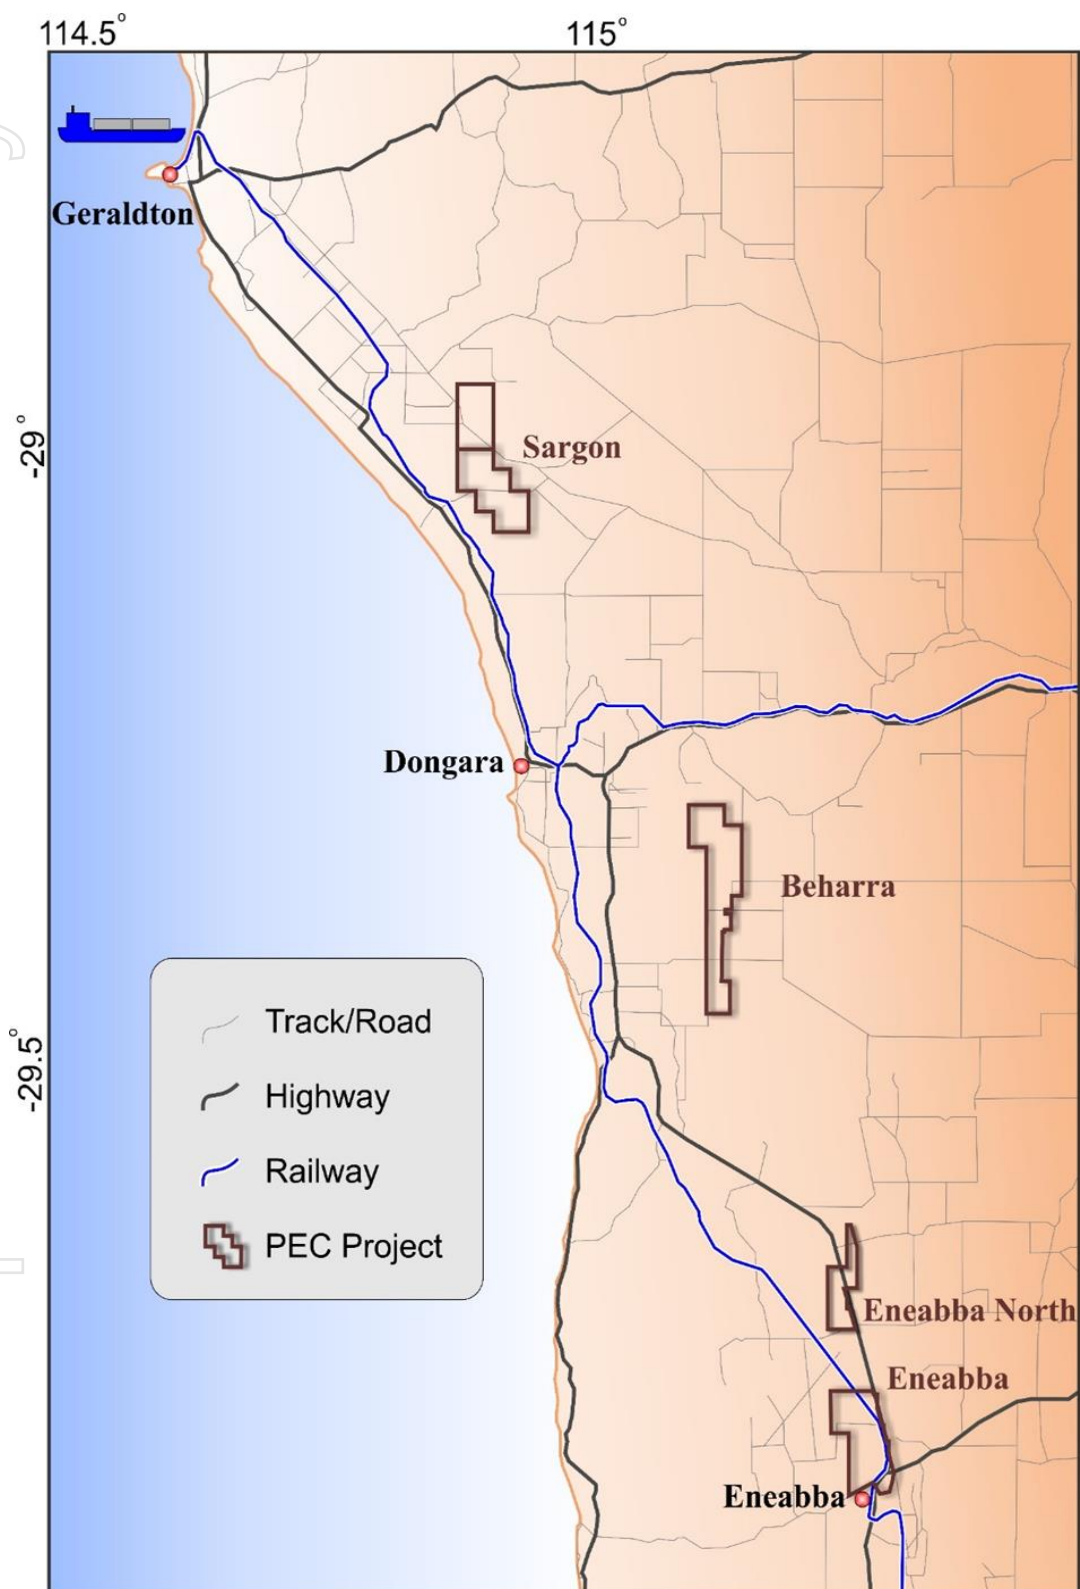 114.5°
115°
Geraldton
-29°
Sargon
Dongara
Beharra
-29.5°
Track/Road
Highway
Railway
PEC Project
Eneabba North
Eneabba
Eneabba